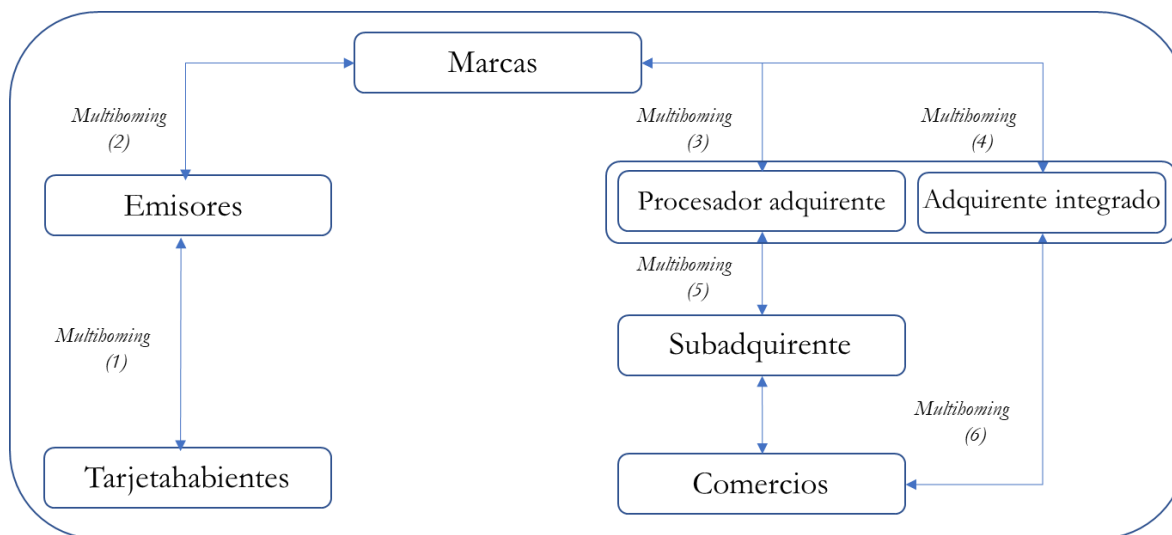 Marcas
Multihoming
(2)
Multihoming
(3)
Multihoming
(4)
Emisores
Procesador adquirente
Adquirente integrado
Multihoming
(5)
Multihoming
(1)
Subadquirente
Multihoming
(6)
Tarjetahabientes
Comercios